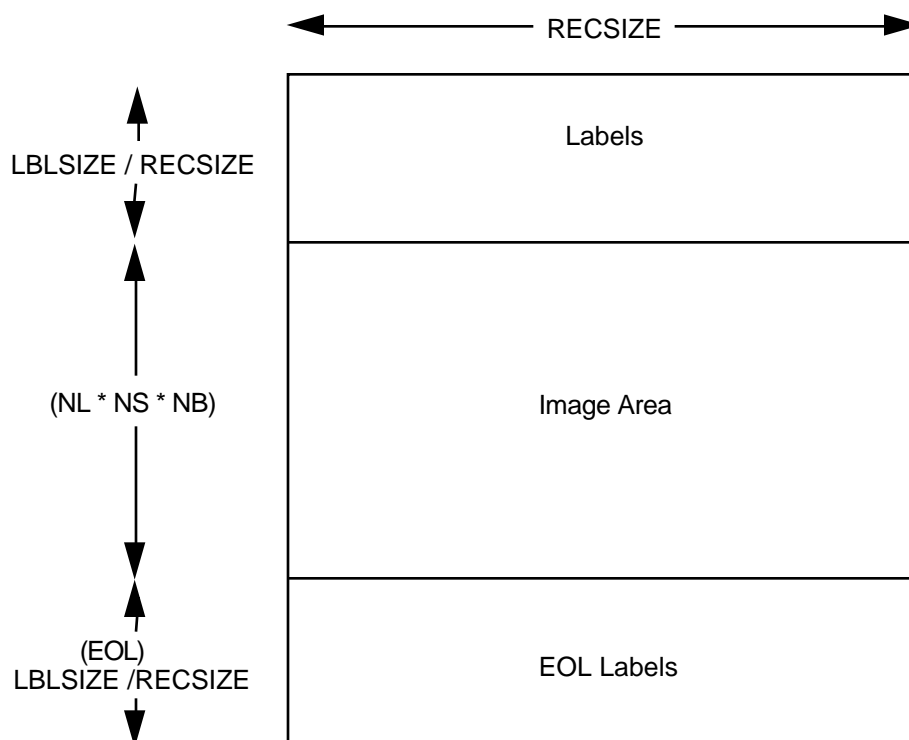 RECSIZE
Labels
LBLSIZE / RECSIZE
(NL * NS * NB)
Image Area
(EOL)
LBLSIZE /RECSIZE
EOL Labels